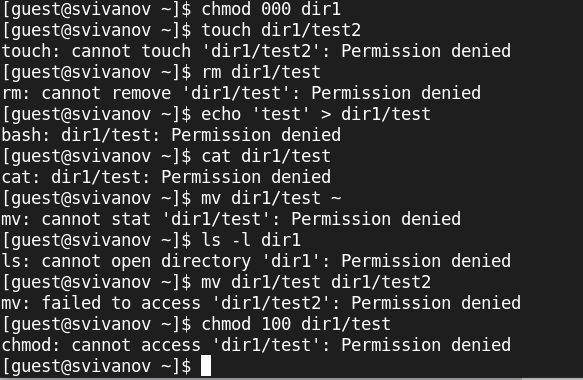 [guest@svivanov ~]$ chmod 000 dir1
[guest@svivanov ~]$ touch dir1/test2
touch: cannot touch 'dir1/test2': Permission denied
[guest@svivanov ~]$ rm dir1/test
rm: cannot remove 'dir1/test': Permission denied
[guest@svivanov ~]$ echo 'test' > dir1/test
bash: dir1/test: Permission denied
[guest@svivanov ~]$ cat dir1/test
cat: dir1/test: Permission denied
[guest@svivanov ~]$ mv dir1/test ~
mv: cannot stat 'dir1/test': Permission denied
[guest@svivanov ~]$ ls -l dir1
ls: cannot open directory 'dir1': Permission denied
[guest@svivanov ~]$ mv dir1/test dir1/test2
mv: failed to access 'dir1/test2': Permission denied
[guest@svivanov ~]$ chmod 100 dir1/test
chmod: cannot access 'dir1/test': Permission denied
[guest@svivanov ~]$